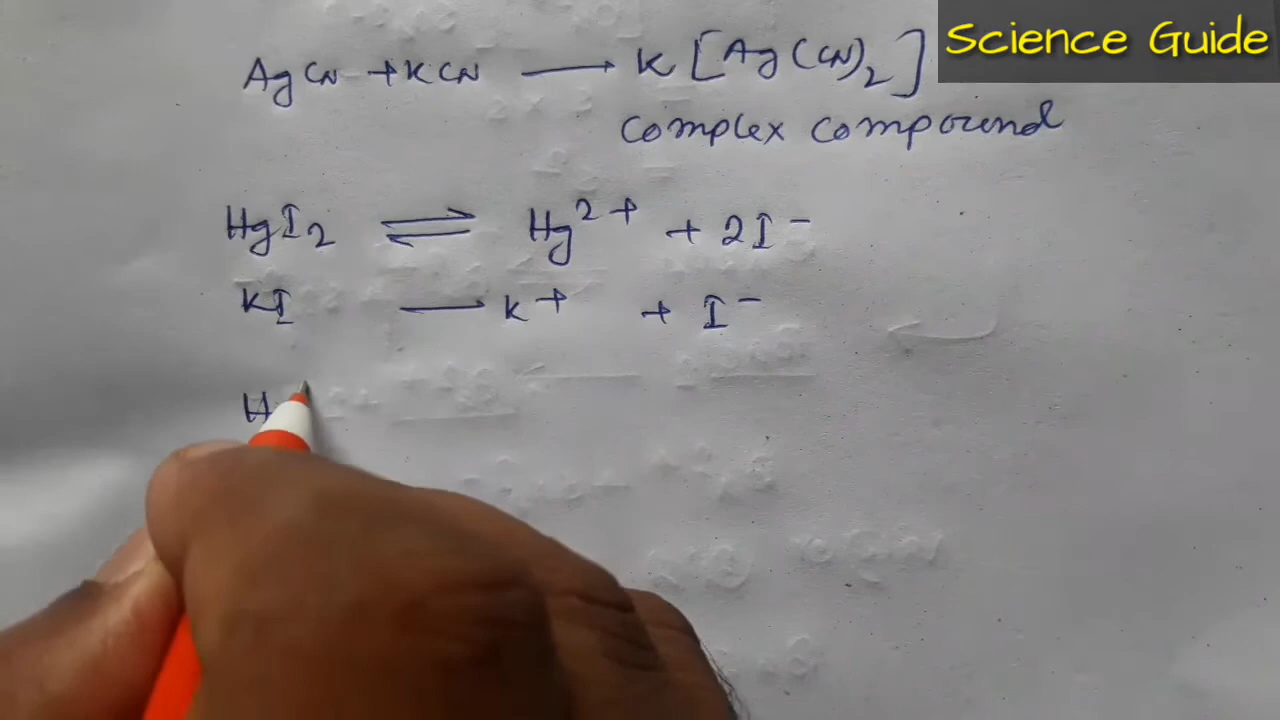 Science Guide
AgCN + KCN ⟶ K[Ag(CN)₂]
complex compound
HgI₂ ⇌ Hg²⁺ + 2I⁻
KI — K⁺ + I⁻
H